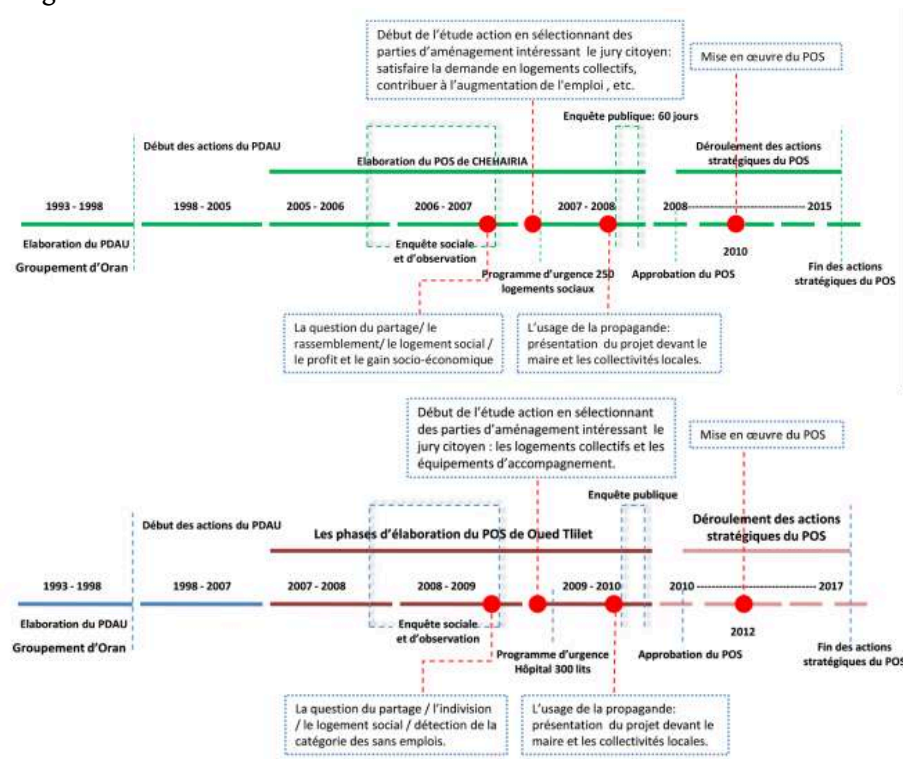 Début de l'étude action en sélectionnant des
parties d'aménagement intéressant le jury citoyen:
satisfaire la demande en logements collectifs,
contribuer à l'augmentation de l'emploi , etc.
Mise en œuvre du POS
Enquête publique: 60 jours
Début des actions du PDAU
Elaboration du POS de CHEHAIRIA
Déroulement des actions
stratégiques du POS
1993 - 1998
1998 - 2005
2005 - 2006
2006 - 2007
2007 - 2008
2008
2015
Elaboration du PDAU
Groupement d'Oran
Enquête sociale
et d'observation
Programme d'urgence 250
logements sociaux
Approbation du POS
2010
Fin des actions
stratégiques du POS
La question du partage/ le
rassemblement/ le logement social /
le profit et le gain socio-économique
L'usage de la propagande:
présentation du projet devant le
maire et les collectivités locales.
Début de l'étude action en sélectionnant
des parties d'aménagement intéressant le
jury citoyen : les logements collectifs et les
équipements d'accompagnement.
Mise en œuvre du POS
Enquête publique
Début des actions du PDAU
Les phases d'élaboration du POS de Oued Tlilet
Déroulement des actions
stratégiques du POS
1993 - 1998
1998 - 2007
2007 - 2008
2008 - 2009
2009 - 2010
2010
2017
Elaboration du PDAU
Groupement d'Oran
Enquête sociale
et d'observation
Programme d'urgence
Hôpital 300 lits
Approbation du POS
2012
Fin des actions
stratégiques du POS
La question du partage / l'indivision
/ le logement social / détection de la
catégorie des sans emplois.
L'usage de la propagande:
présentation du projet devant le
maire et les collectivités locales.